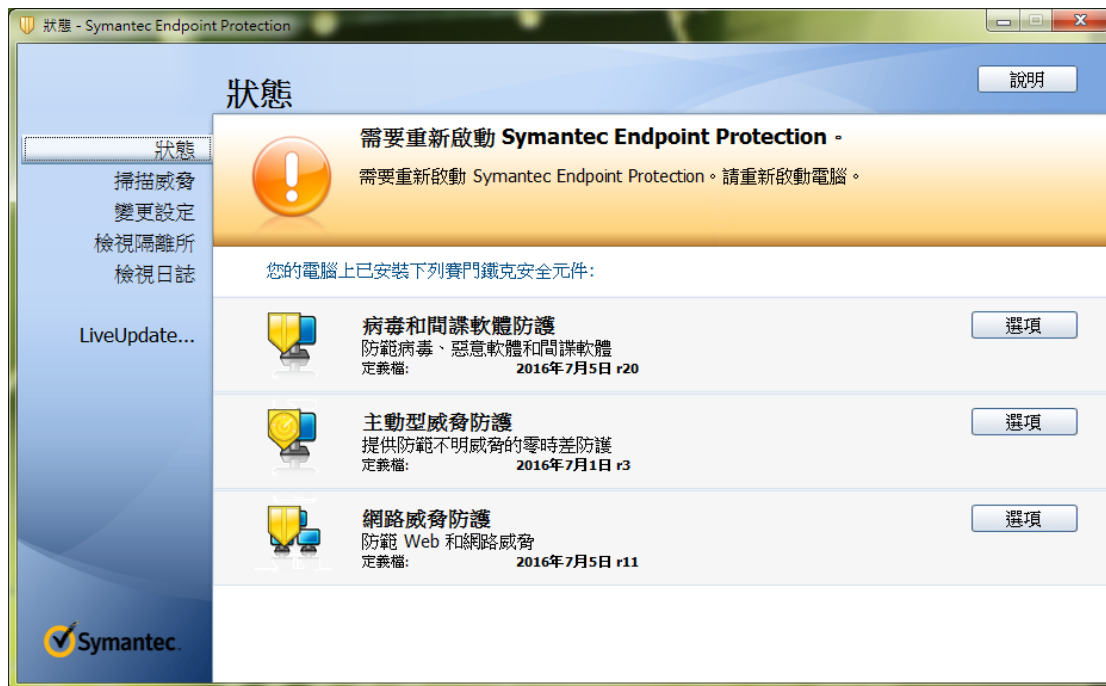 狀態 - Symantec Endpoint Protection
狀態
說明
狀態
掃描威脅
變更設定
檢視隔離所
檢視日誌
LiveUpdate...
需要重新啟動 Symantec Endpoint Protection。
需要重新啟動 Symantec Endpoint Protection。請重新啟動電腦。
您的電腦上已安裝下列賽門鐵克安全元件:
病毒和間諜軟體防護
選項
防範病毒、惡意軟體和間諜軟體
定義檔: 2016年7月5日 r20
主動型威脅防護
選項
提供防範不明威脅的零時差防護
定義檔: 2016年7月1日 r3
網路威脅防護
選項
防範 Web 和網路威脅
定義檔: 2016年7月5日 r11
Symantec.